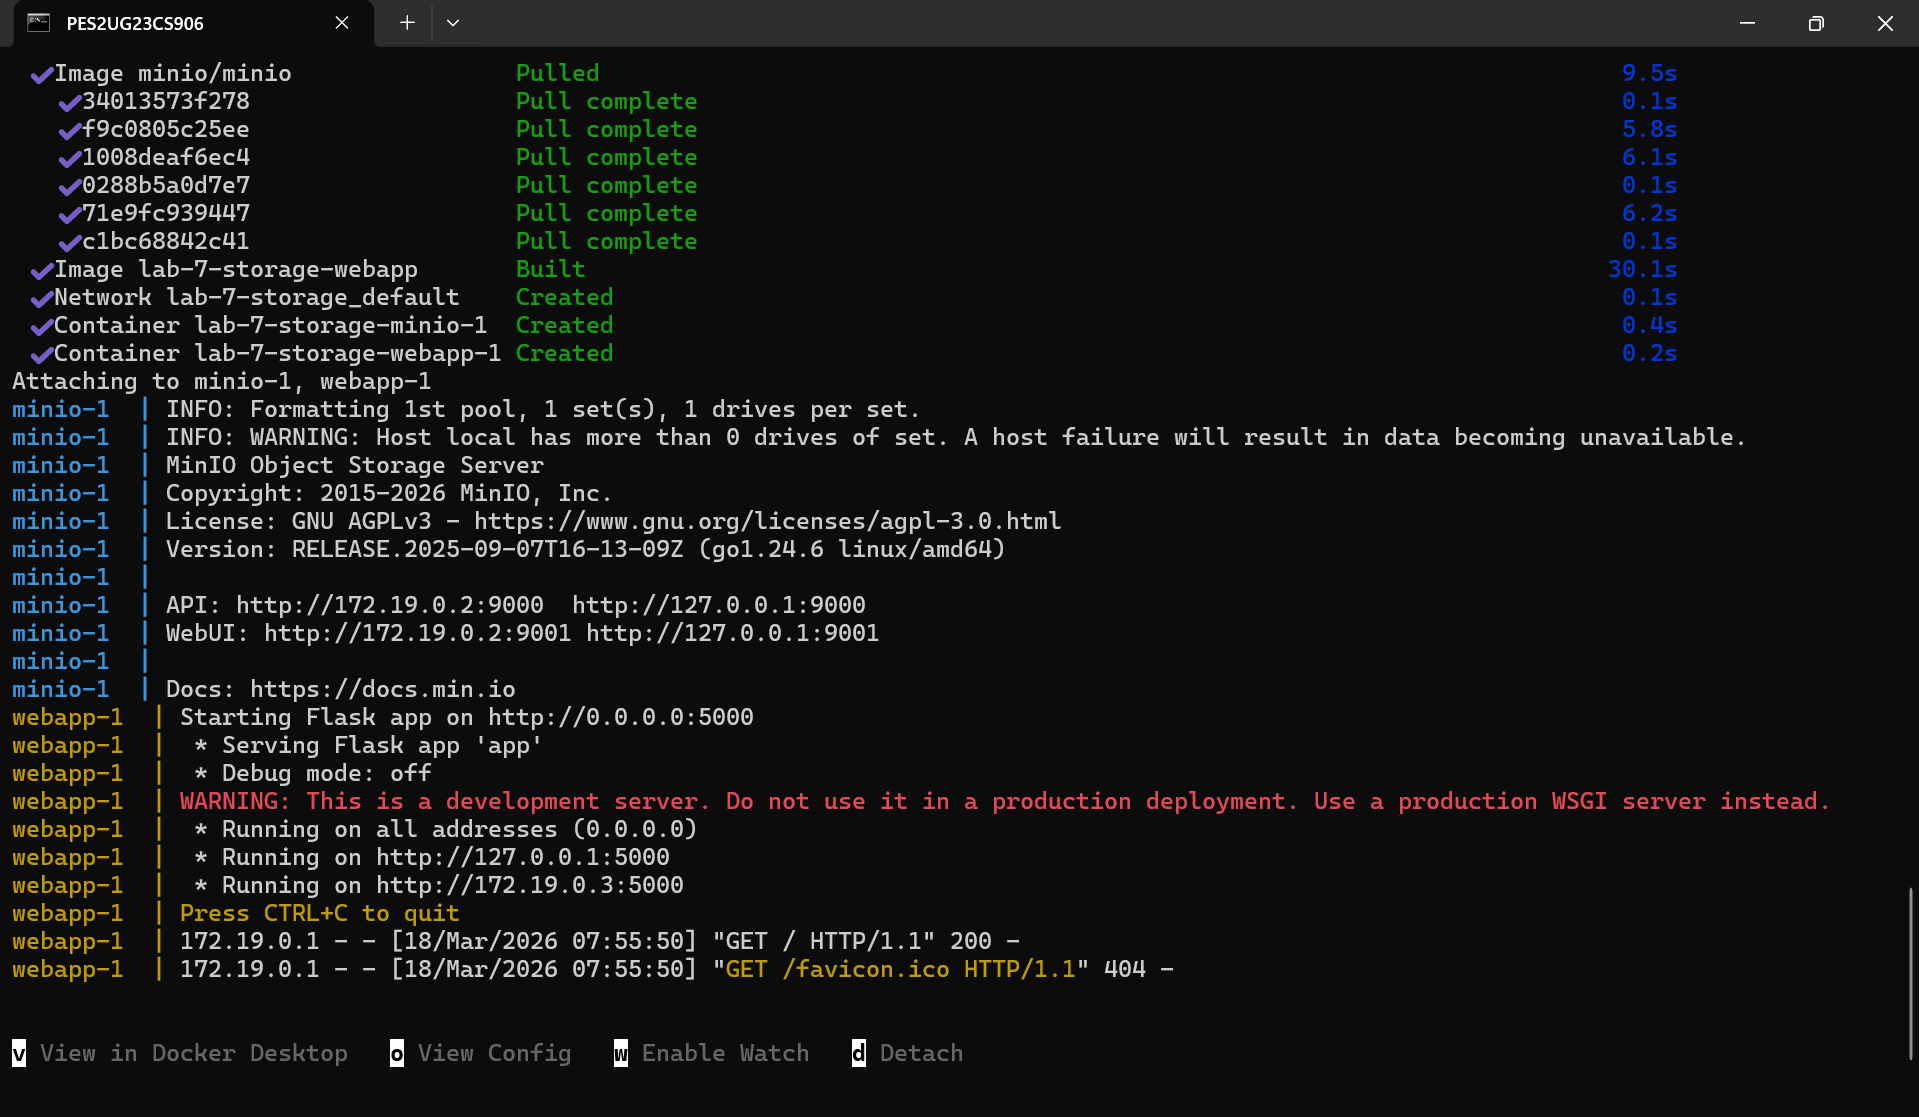 PES2UG23CS906
Image minio/minio Pulled 9.5s
34013573f278 Pull complete 0.1s
f9c0805c25ee Pull complete 5.8s
1008deaf6ec4 Pull complete 6.1s
0288b5a0d7e7 Pull complete 0.1s
71e9fc939447 Pull complete 6.2s
c1bc68842c41 Pull complete 0.1s
Image lab-7-storage-webapp Built 30.1s
Network lab-7-storage_default Created 0.1s
Container lab-7-storage-minio-1 Created 0.4s
Container lab-7-storage-webapp-1 Created 0.2s
Attaching to minio-1, webapp-1
minio-1 | INFO: Formatting 1st pool, 1 set(s), 1 drives per set.
minio-1 | INFO: WARNING: Host local has more than 0 drives of set. A host failure will result in data becoming unavailable.
minio-1 | MinIO Object Storage Server
minio-1 | Copyright: 2015-2026 MinIO, Inc.
minio-1 | License: GNU AGPLv3 - https://www.gnu.org/licenses/agpl-3.0.html
minio-1 | Version: RELEASE.2025-09-07T16-13-09Z (go1.24.6 linux/amd64)
minio-1 |
minio-1 | API: http://172.19.0.2:9000 http://127.0.0.1:9000
minio-1 | WebUI: http://172.19.0.2:9001 http://127.0.0.1:9001
minio-1 |
minio-1 | Docs: https://docs.min.io
webapp-1 | Starting Flask app on http://0.0.0.0:5000
webapp-1 | * Serving Flask app 'app'
webapp-1 | * Debug mode: off
webapp-1 | WARNING: This is a development server. Do not use it in a production deployment. Use a production WSGI server instead.
webapp-1 | * Running on all addresses (0.0.0.0)
webapp-1 | * Running on http://127.0.0.1:5000
webapp-1 | * Running on http://172.19.0.3:5000
webapp-1 | Press CTRL+C to quit
webapp-1 | 172.19.0.1 - - [18/Mar/2026 07:55:50] "GET / HTTP/1.1" 200 -
webapp-1 | 172.19.0.1 - - [18/Mar/2026 07:55:50] "GET /favicon.ico HTTP/1.1" 404 -
v View in Docker Desktop o View Config w Enable Watch d Detach